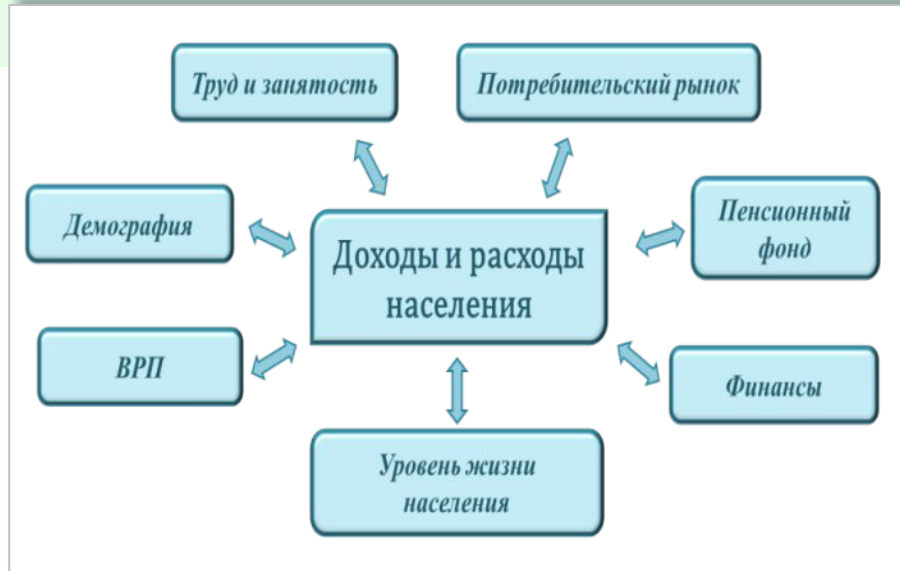 Труд и занятость
Потребительский рынок
Демография
Пенсионный
фонд
Доходы и расходы
населения
ВРП
Финансы
Уровень жизни
населения